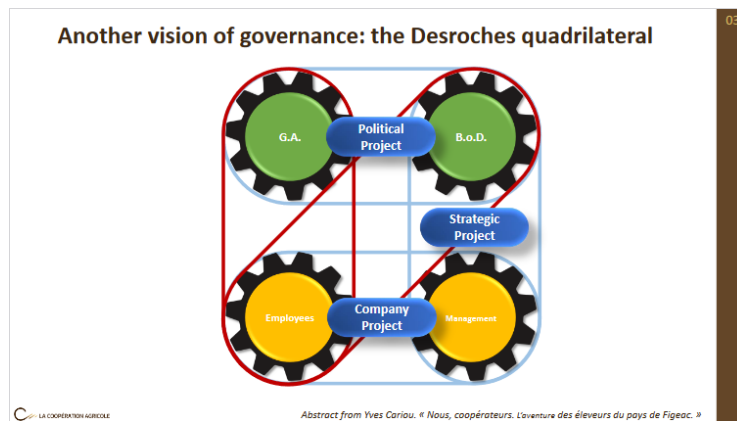 Another vision of governance: the Desroches quadrilateral
03
G.A.
Political
Project
B.o.D.
Strategic
Project
Employees
Company
Project
Management
LA COOPÉRATION AGRICOLE
Abstract from Yves Cariou. « Nous, coopérateurs. L'aventure des éleveurs du pays de Figeac. »